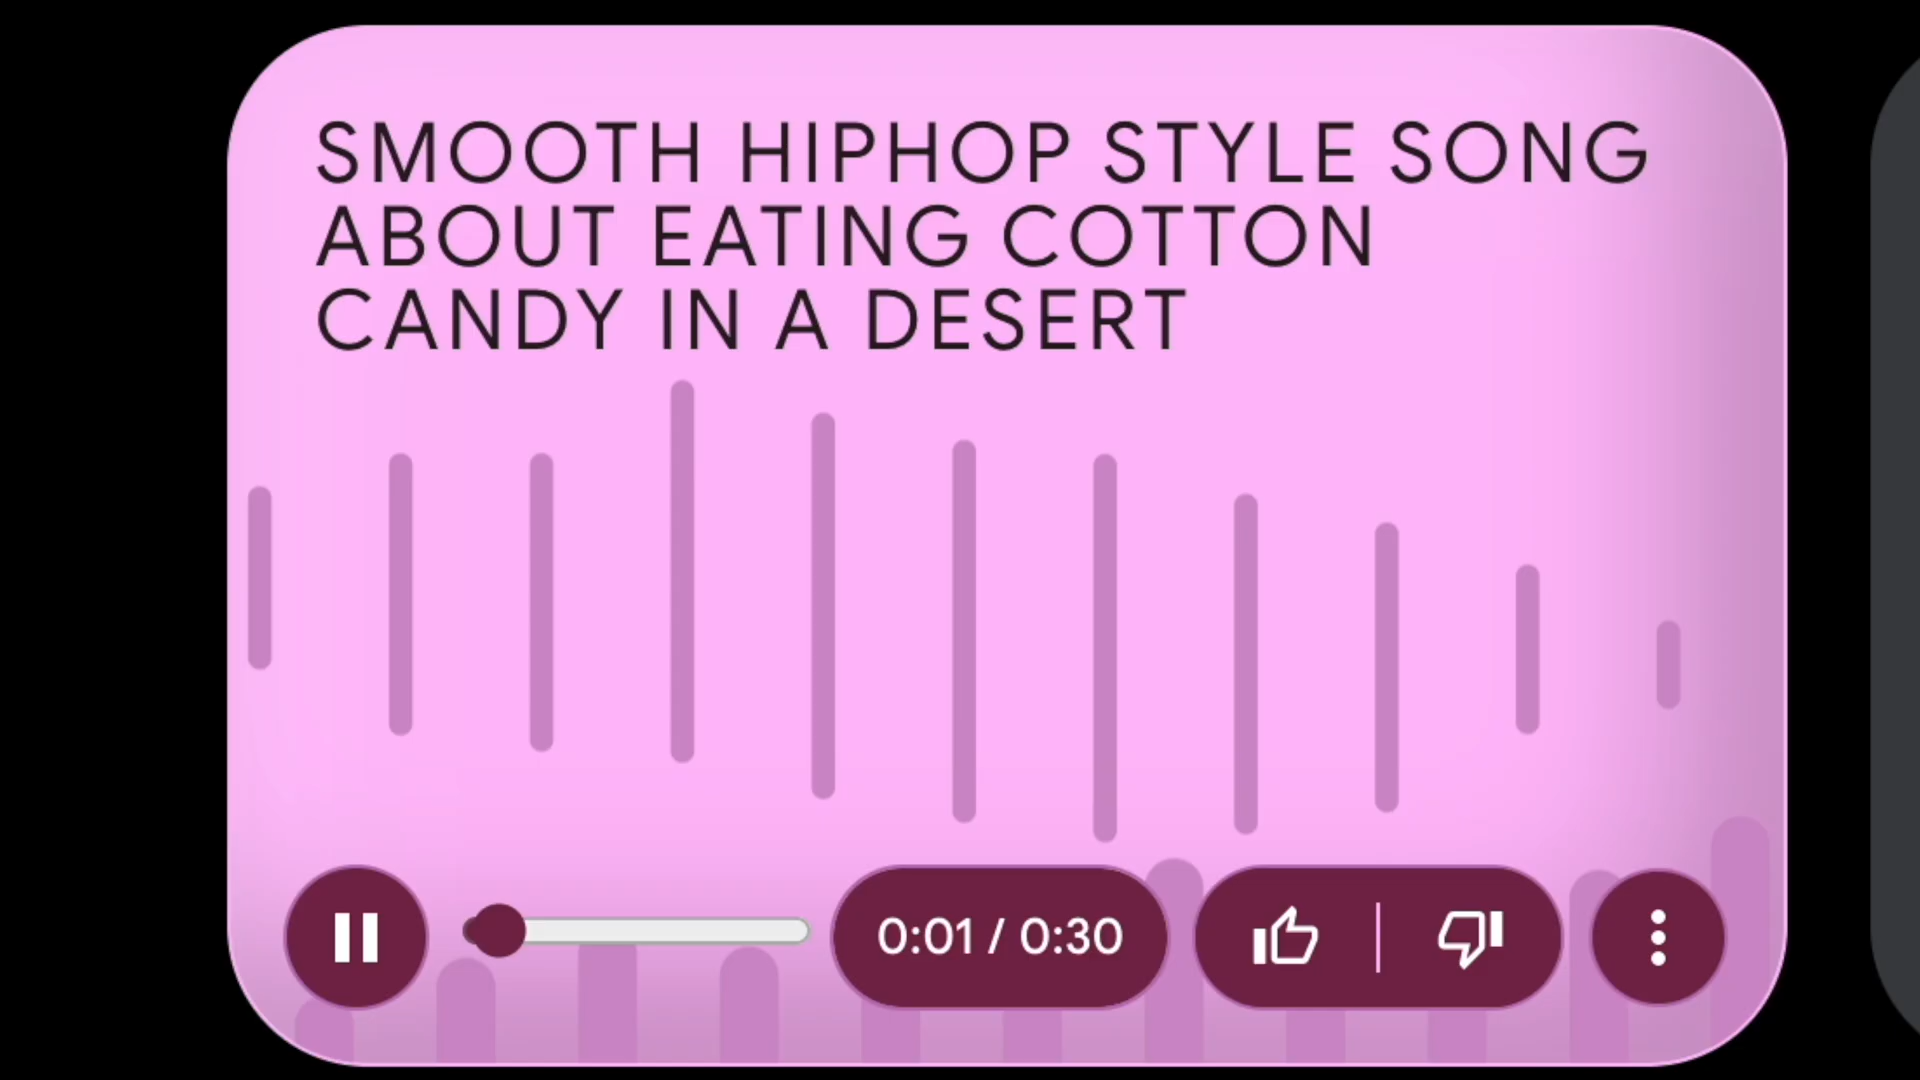 SMOOTH HIPHOP STYLE SONG
ABOUT EATING COTTON
CANDY IN A DESERT
0:01 / 0:30